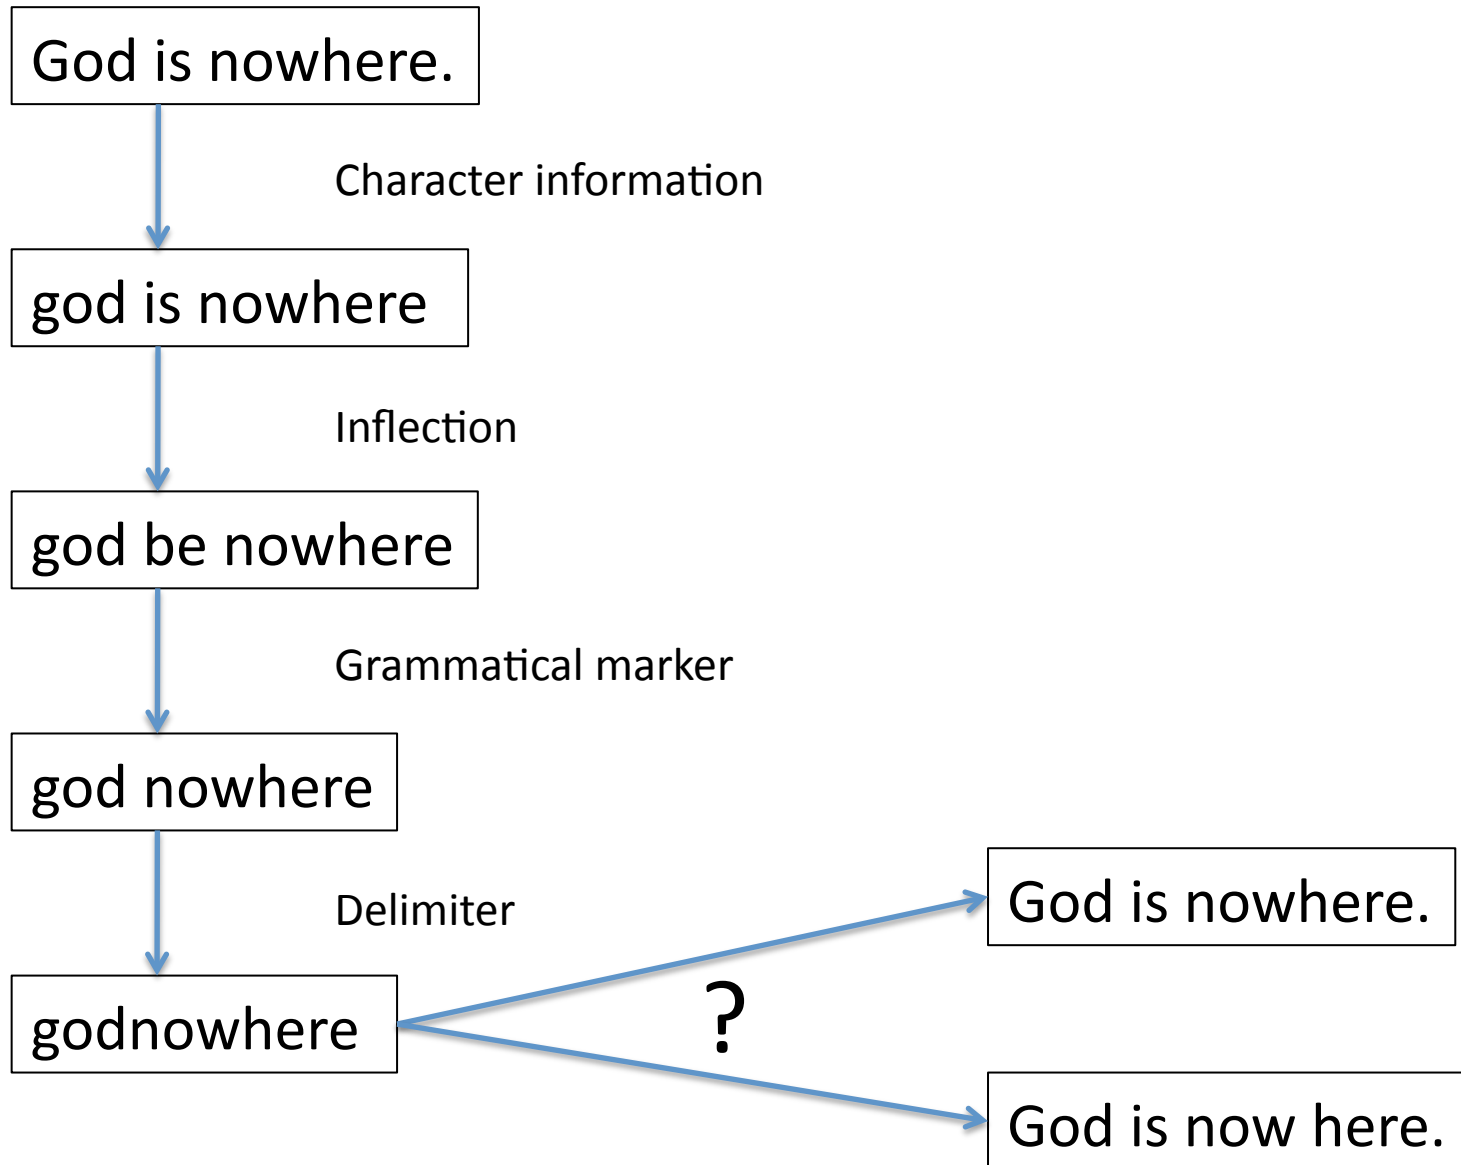 God is nowhere.
Character information
god is nowhere
Inflection
god be nowhere
Grammatical marker
god nowhere
Delimiter
godnowhere
?
God is nowhere.
God is now here.